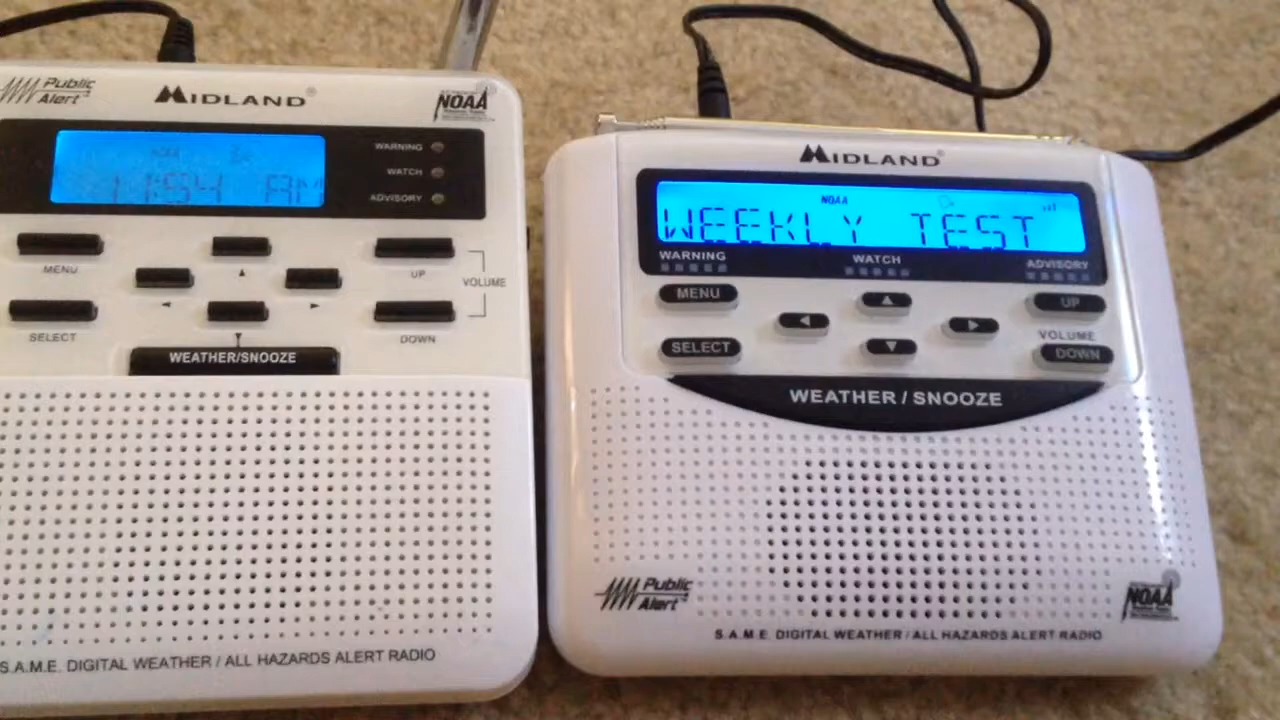 Public
Alert
MIDLAND
NOAA
11:54 AM
WARNING
WATCH
ADVISORY
MENU
UP
VOLUME
SELECT
DOWN
WEATHER/SNOOZE
S.A.M.E. DIGITAL WEATHER / ALL HAZARDS ALERT RADIO
MIDLAND
NOAA
WEEKLY TEST
WARNING
WATCH
ADVISORY
MENU
UP
VOLUME
SELECT
DOWN
WEATHER / SNOOZE
Public
Alert
NOAA
S.A.M.E. DIGITAL WEATHER / ALL HAZARDS ALERT RADIO